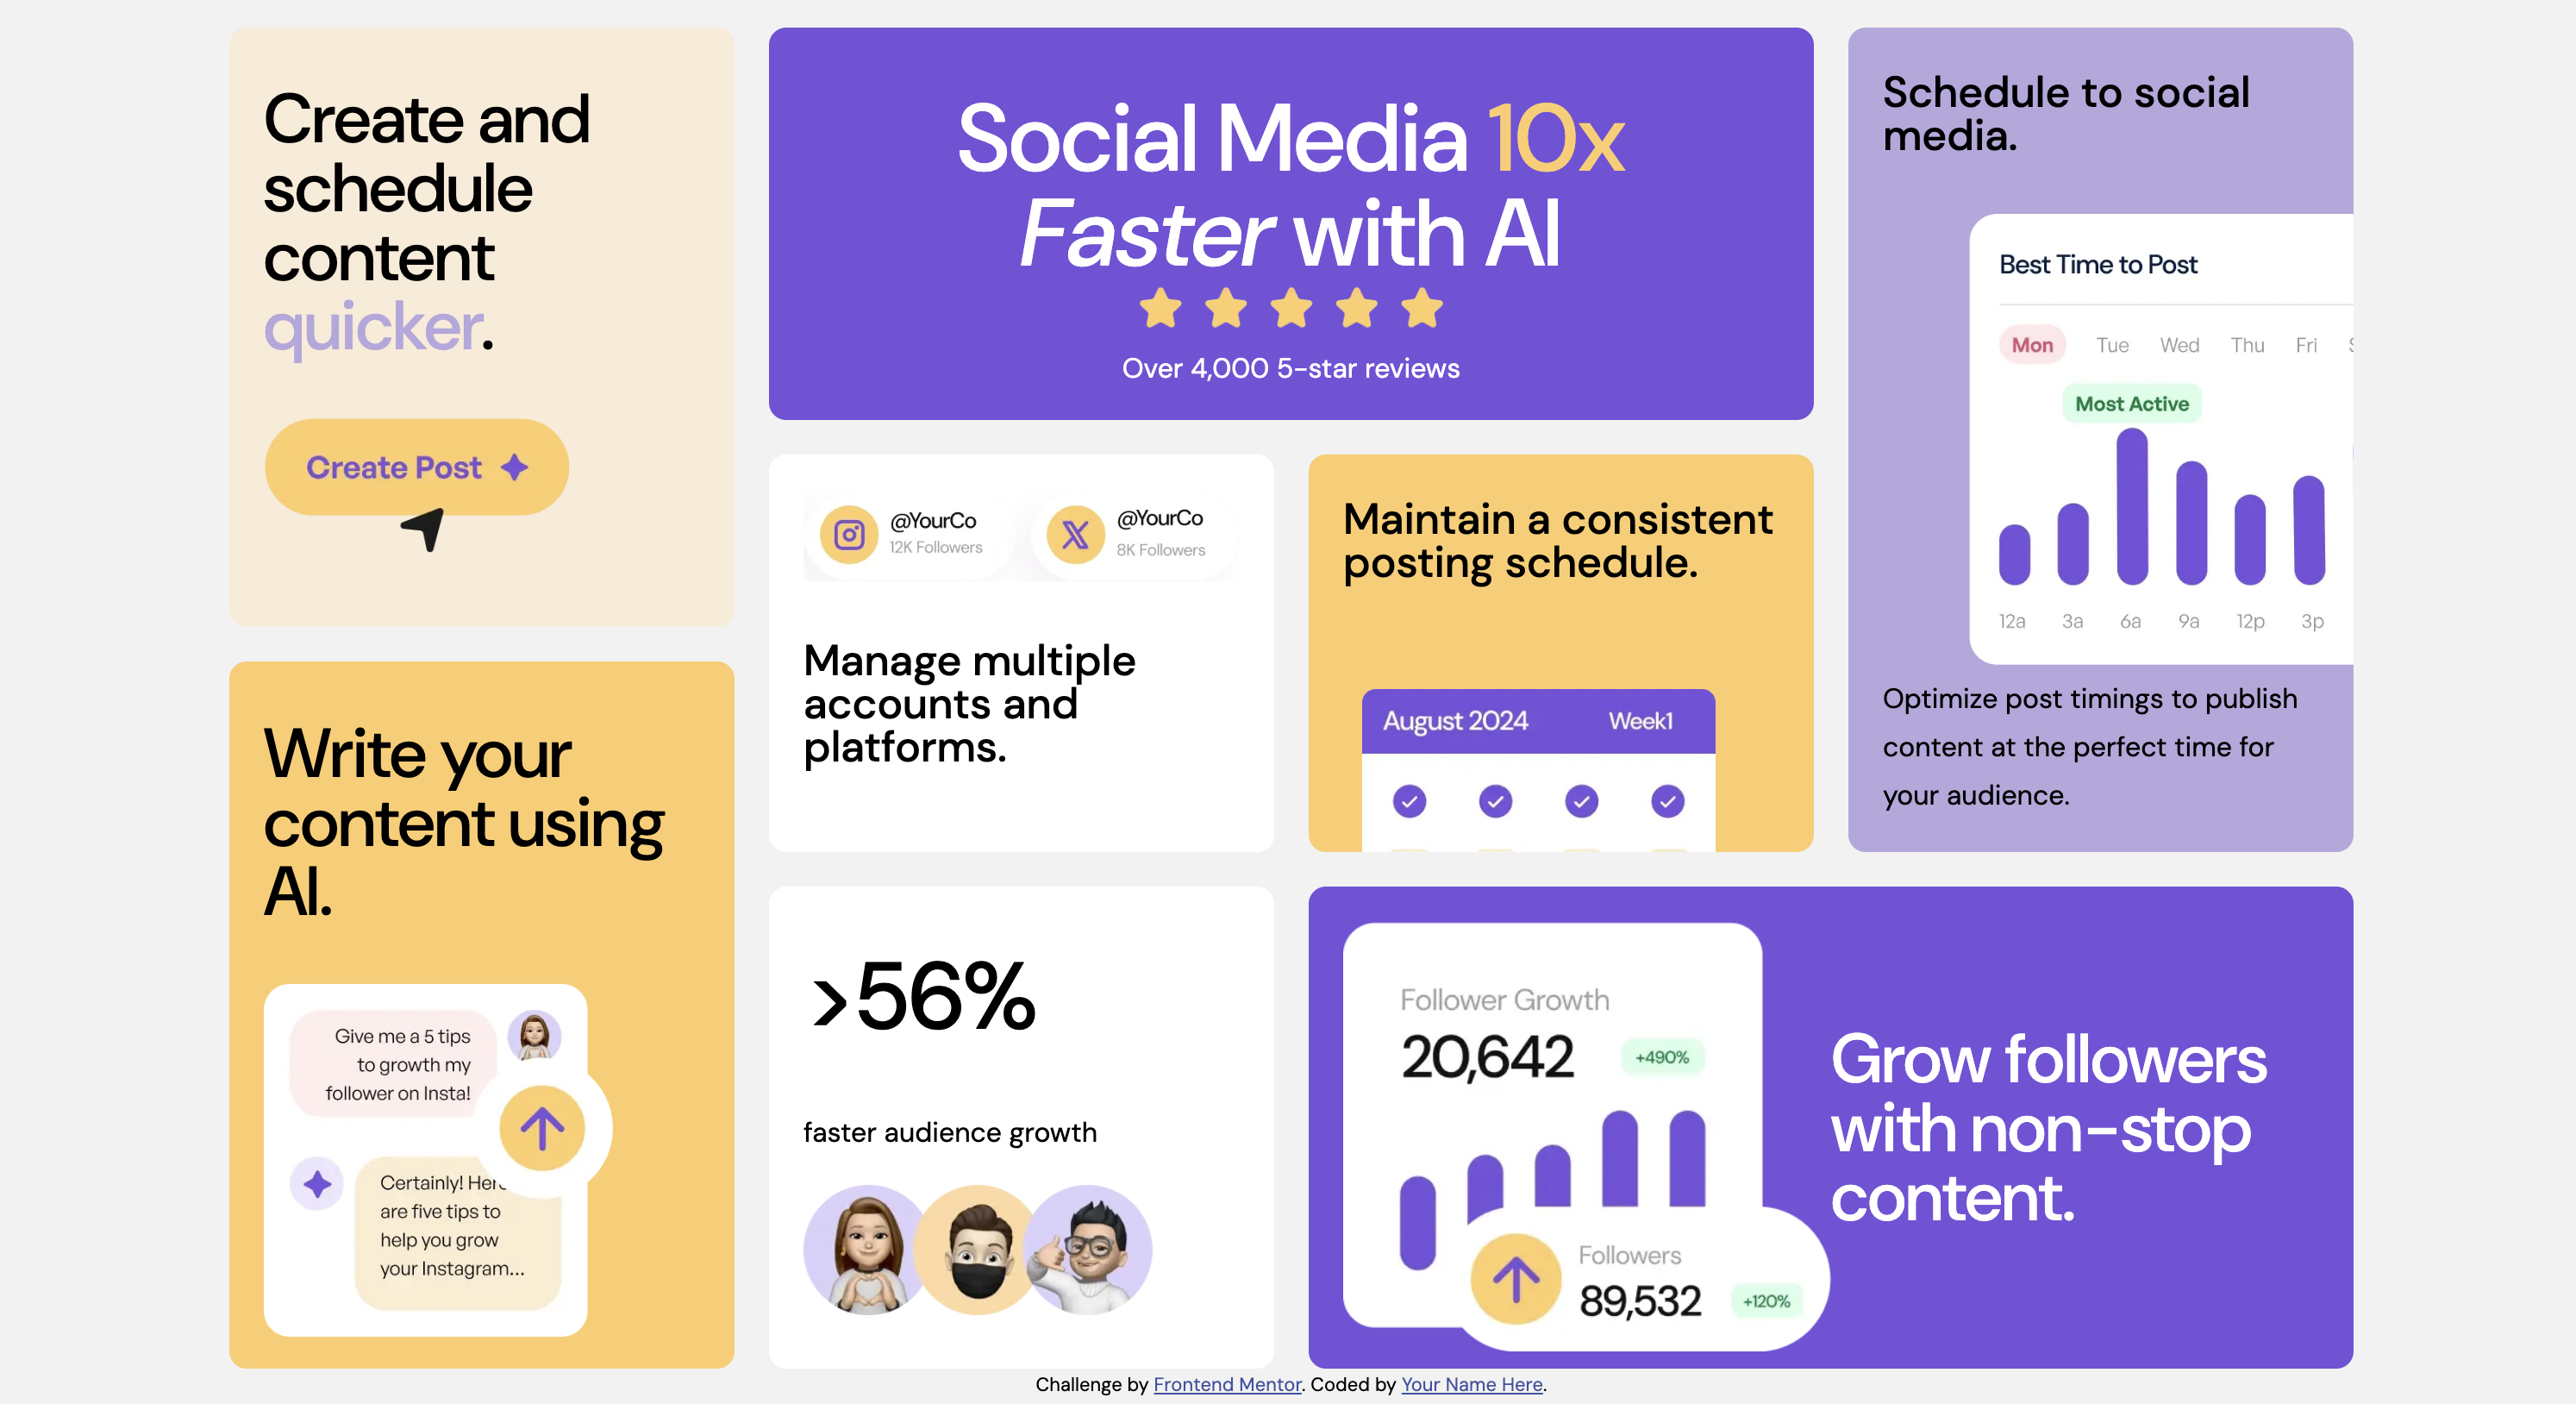 Create and
schedule
content
quicker.
Create Post
Social Media 10x
Faster with AI
Over 4,000 5-star reviews
Schedule to social
media.
Best Time to Post
Mon Tue Wed Thu Fri
Most Active
12a 3a 6a 9a 12p 3p
Optimize post timings to publish
content at the perfect time for
your audience.
@YourCo
12K Followers
@YourCo
8K Followers
Manage multiple
accounts and
platforms.
Maintain a consistent
posting schedule.
August 2024 Week1
Write your
content using
AI.
Give me a 5 tips
to growth my
follower on Insta!
Certainly! Here
are five tips to
help you grow
your Instagram...
>56%
faster audience growth
Follower Growth
20,642 +490%
Followers
89,532 +120%
Grow followers
with non-stop
content.
Challenge by Frontend Mentor. Coded by Your Name Here.